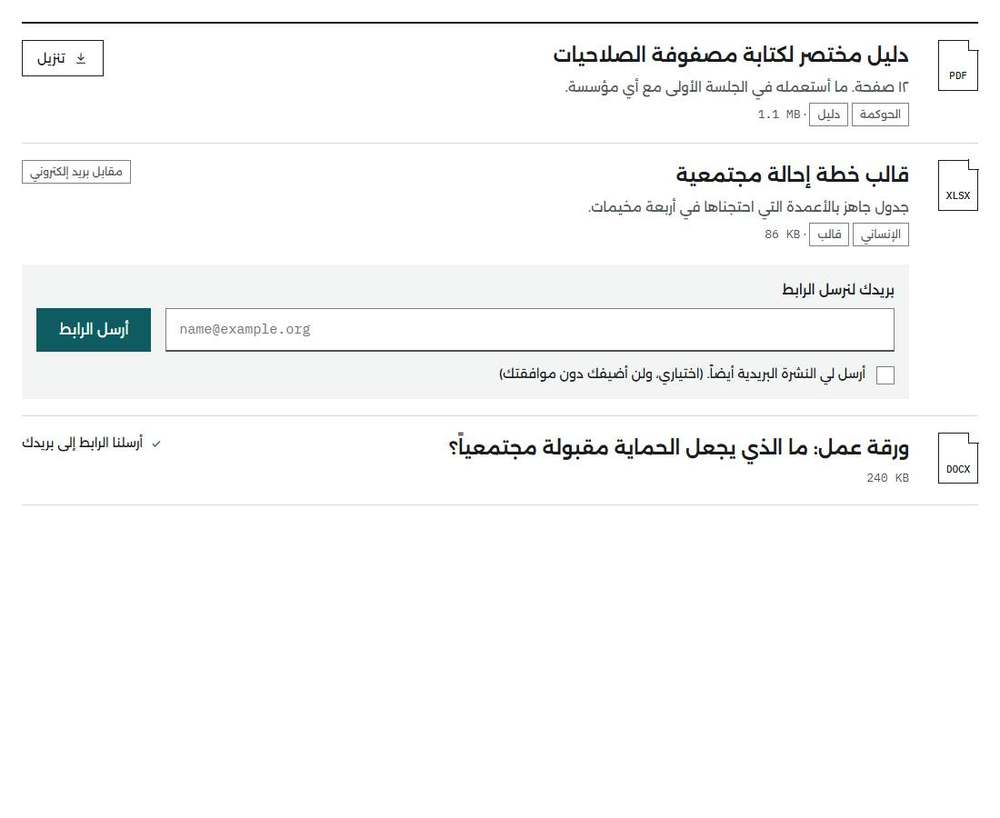 PDF
دليل مختصر لكتابة مصفوفة الصلاحيات
تنزيل
١٢ صفحة. ما أستعمله في الجلسة الأولى مع أي مؤسسة.
الحوكمة دليل · 1.1 MB
XLSX
قالب خطة إحالة مجتمعية
مقابل بريد إلكتروني
جدول جاهز بالأعمدة التي احتجناها في أربعة مخيمات.
الإنساني قالب · 86 KB
بريدك لنرسل الرابط
name@example.org
أرسل الرابط
أرسل لي النشرة البريدية أيضاً. (اختياري، ولن أضيفك دون موافقتك)
DOCX
ورقة عمل: ما الذي يجعل الحماية مقبولة مجتمعياً؟
✓ أرسلنا الرابط إلى بريدك
240 KB